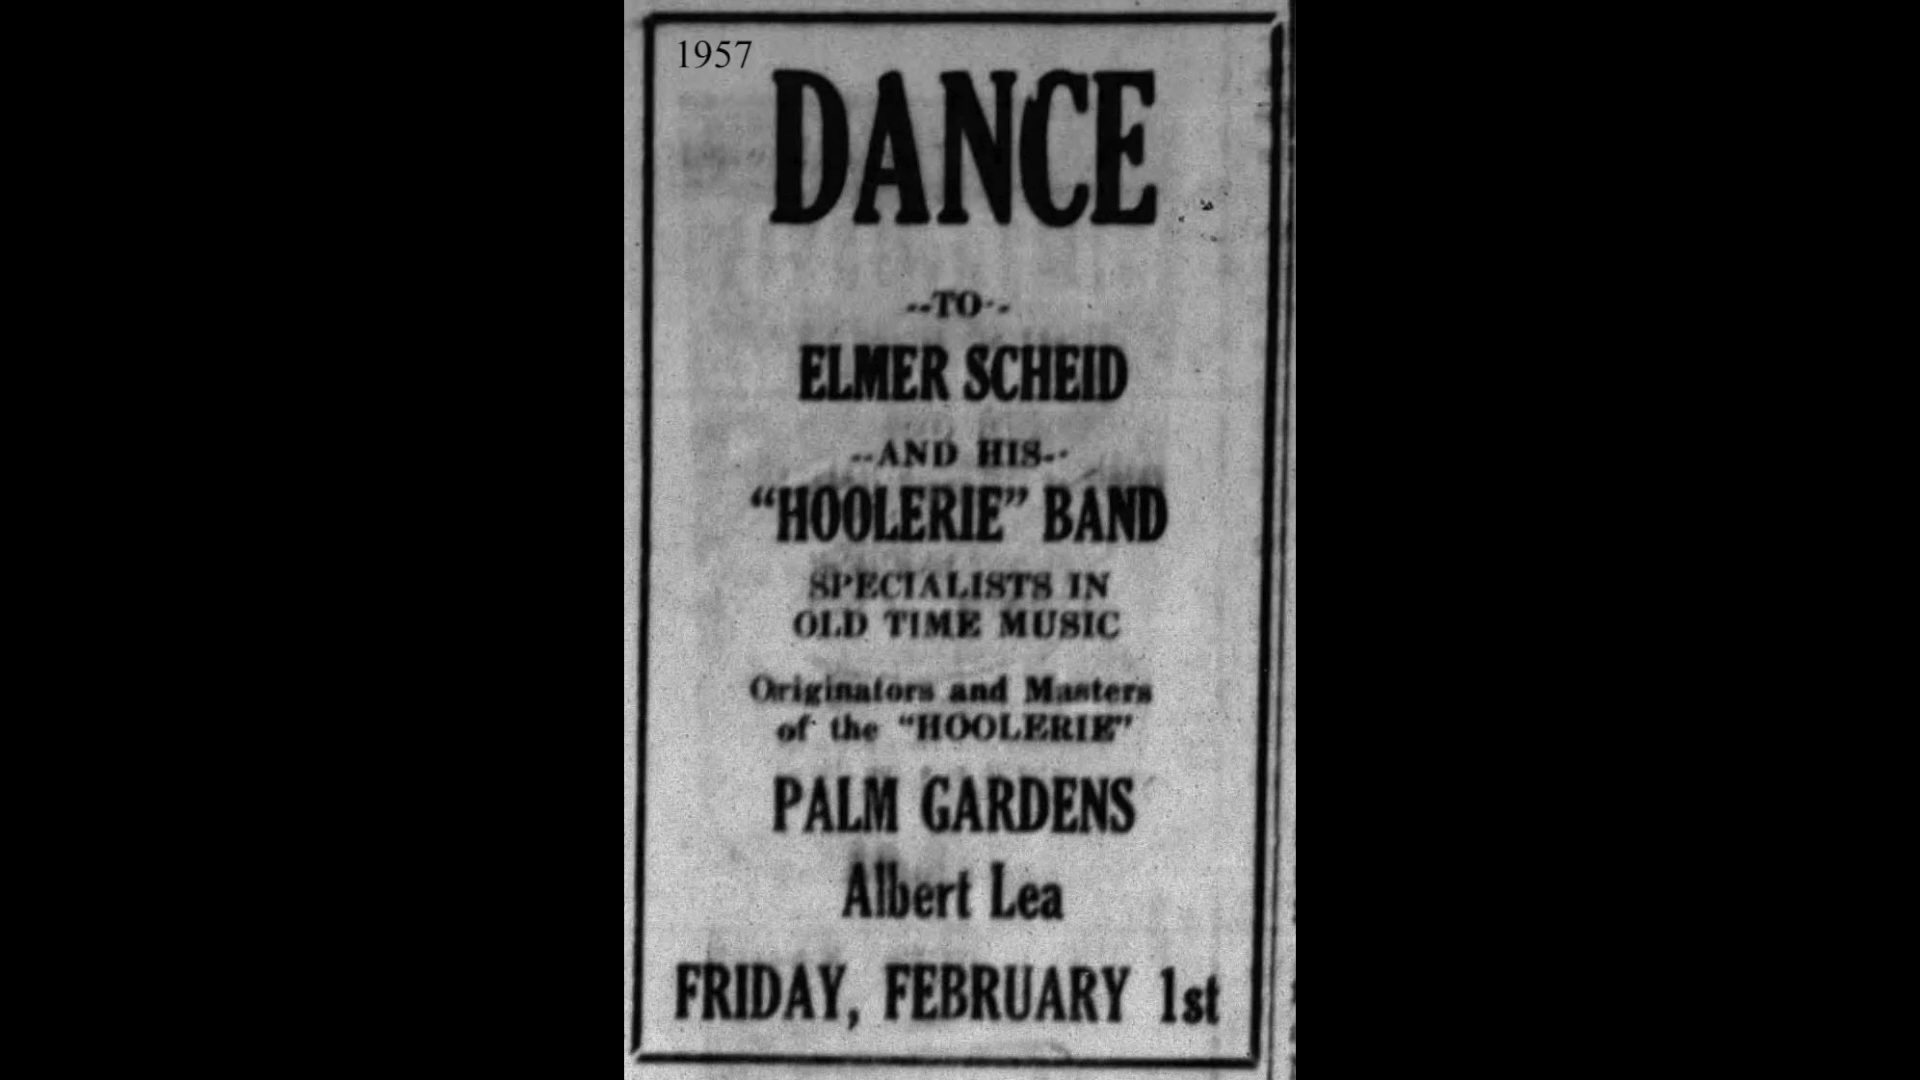 1957
DANCE
--TO--
ELMER SCHEID
--AND HIS--
“HOOLERIE” BAND
SPECIALISTS IN
OLD TIME MUSIC
Originators and Masters
of the “HOOLERIE”
PALM GARDENS
Albert Lea
FRIDAY, FEBRUARY 1st